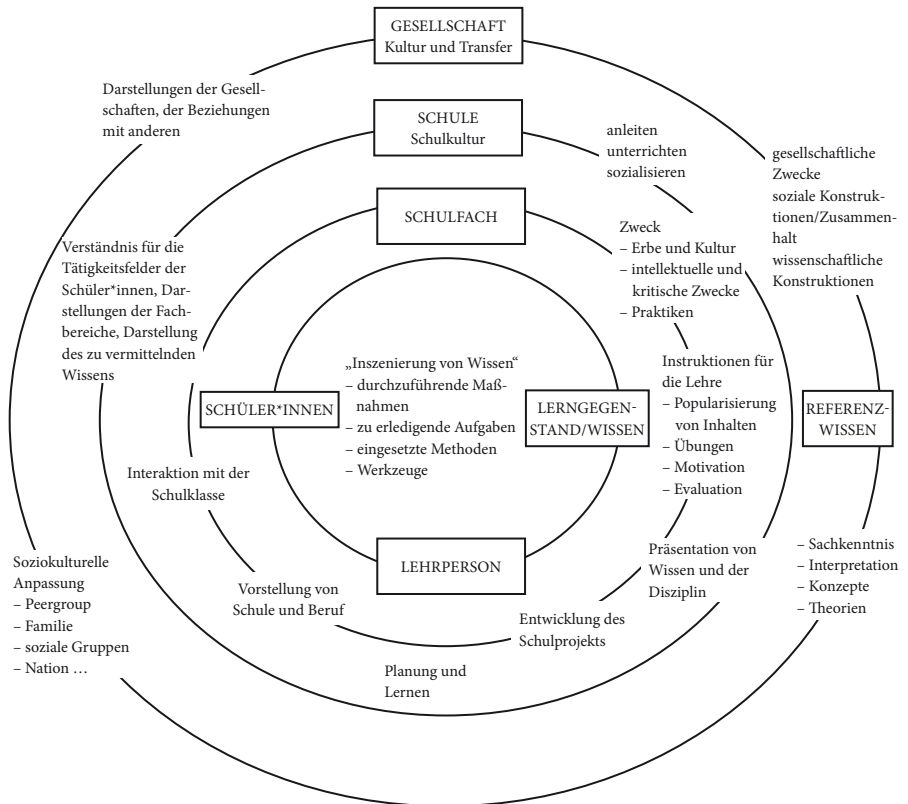 GESELLSCHAFT
Kultur und Transfer
Darstellungen der Gesell-
schaften, der Beziehungen
mit anderen
SCHULE
Schulkultur
anleiten
unterrichten
sozialisieren
gesellschaftliche
Zwecke
soziale Konstruk-
tionen/Zusammen-
halt
wissenschaftliche
Konstruktionen
SCHULFACH
Zweck
– Erbe und Kultur
– intellektuelle und
kritische Zwecke
– Praktiken
Verständnis für die
Tätigkeitsfelder der
Schüler*innen, Dar-
stellungen der Fach-
bereiche, Darstellung
des zu vermittelnden
Wissens
„Inszenierung von Wissen“
– durchzuführende Maß-
nahmen
– zu erledigende Aufgaben
– eingesetzte Methoden
– Werkzeuge
SCHÜLER*INNEN
LERNGEGEN-
STAND/WISSEN
Instruktionen für
die Lehre
– Popularisierung
von Inhalten
– Übungen
– Motivation
– Evaluation
REFERENZ-
WISSEN
Interaktion mit der
Schulklasse
LEHRPERSON
Soziokulturelle
Anpassung
– Peergroup
– Familie
– soziale Gruppen
– Nation …
Vorstellung von
Schule und Beruf
Entwicklung des
Schulprojekts
Präsentation von
Wissen und der
Disziplin
– Sachkenntnis
– Interpretation
– Konzepte
– Theorien
Planung und
Lernen